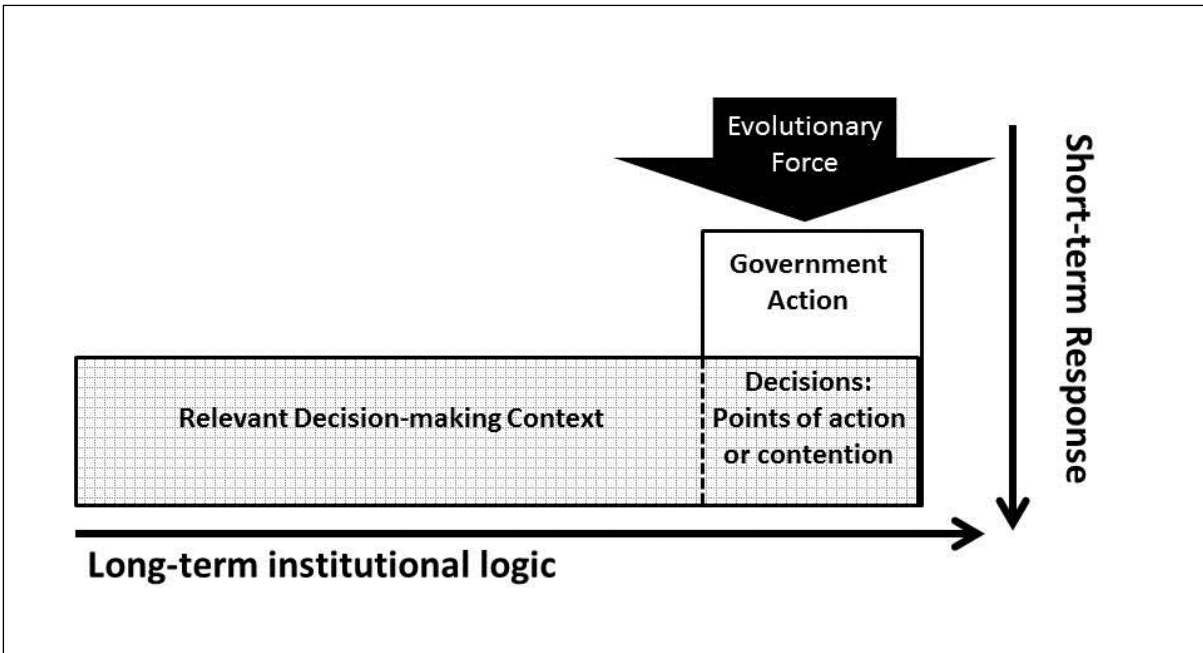 Evolutionary
Force
Government
Action
Relevant Decision-making Context
Decisions:
Points of action
or contention
Long-term institutional logic
Short-term Response